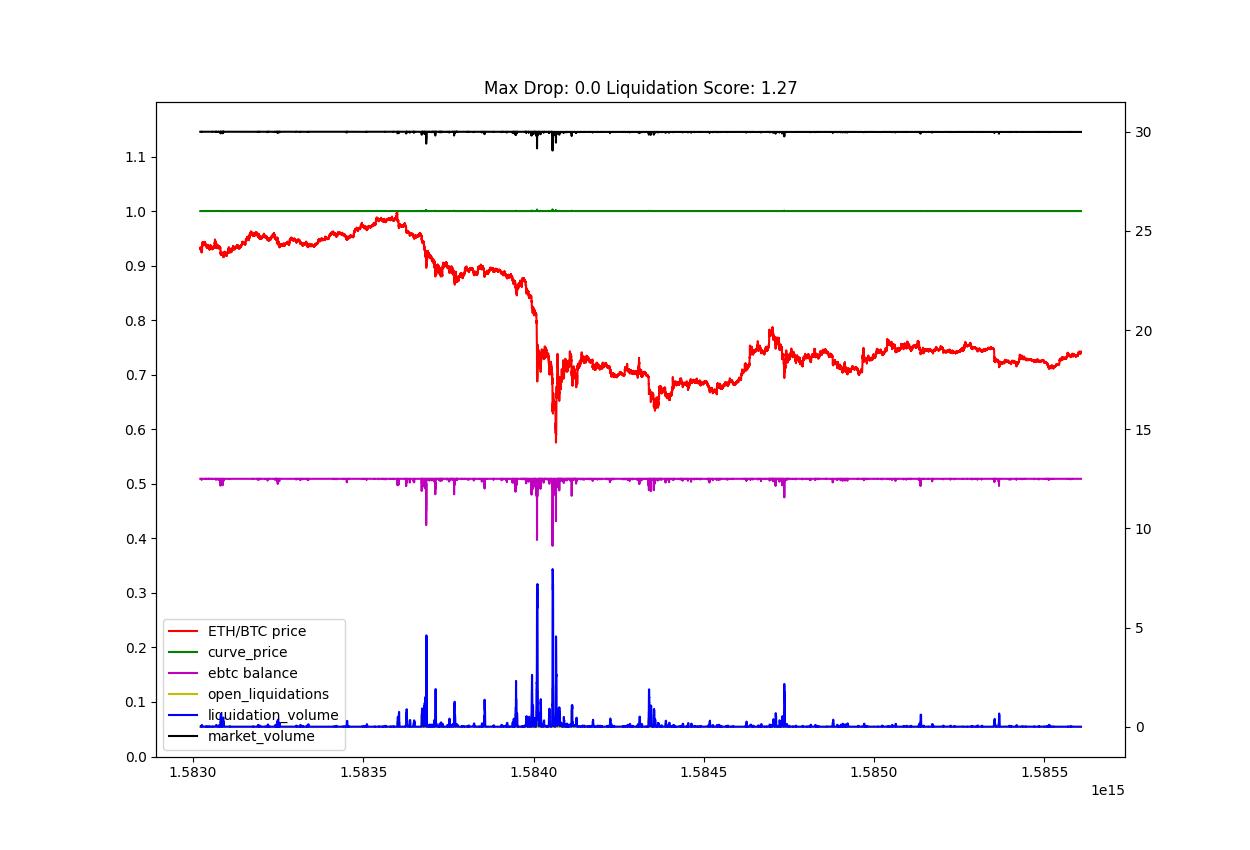 Max Drop: 0.0 Liquidation Score: 1.27
1.1
1.0
0.9
0.8
0.7
0.6
0.5
0.4
0.3
0.2
0.1
0.0
30
25
20
15
10
5
0
ETH/BTC price
curve_price
ebtc balance
open_liquidations
liquidation_volume
market_volume
1.5830 1.5835 1.5840 1.5845 1.5850 1.5855
1e15